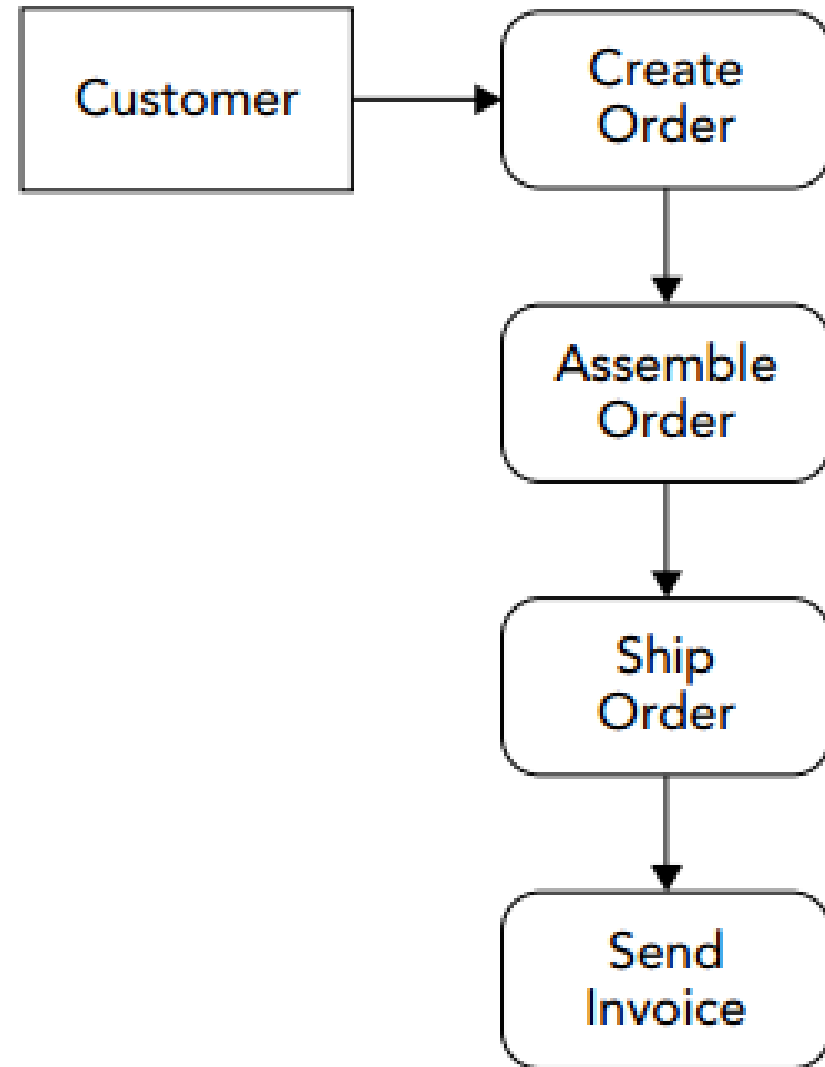 Customer
Create
Order
Assemble
Order
Ship
Order
Send
Invoice